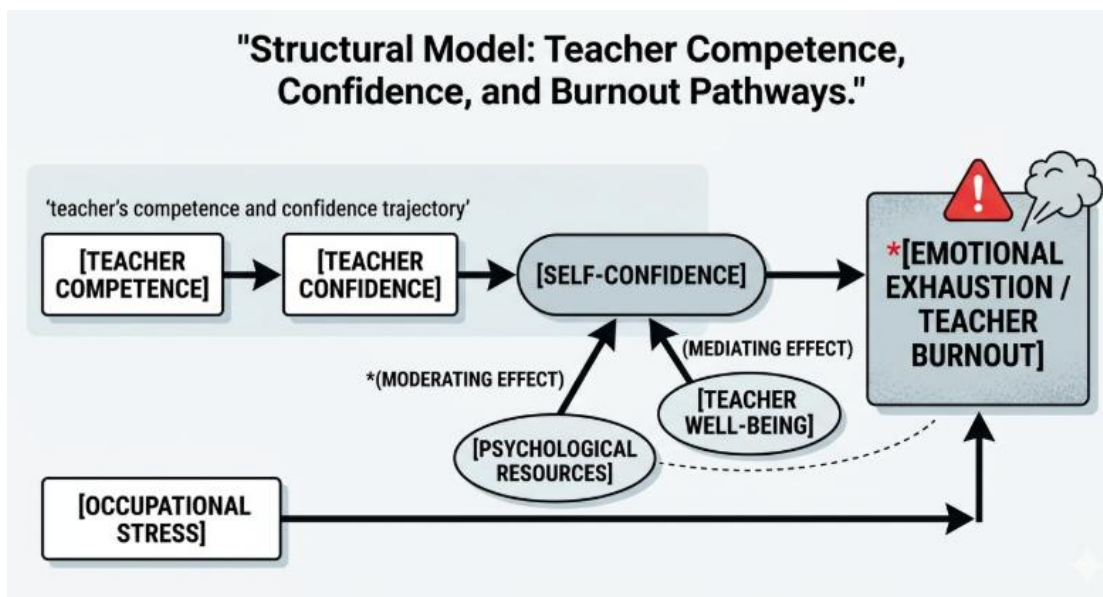 "Structural Model: Teacher Competence,
Confidence, and Burnout Pathways."
‘teacher’s competence and confidence trajectory’
[TEACHER
COMPETENCE]
[TEACHER
CONFIDENCE]
[SELF-CONFIDENCE]
!
*[EMOTIONAL
EXHAUSTION /
TEACHER
BURNOUT]
*(MODERATING EFFECT)
(MEDIATING EFFECT)
[PSYCHOLOGICAL
RESOURCES]
[TEACHER
WELL-BEING]
[OCCUPATIONAL
STRESS]